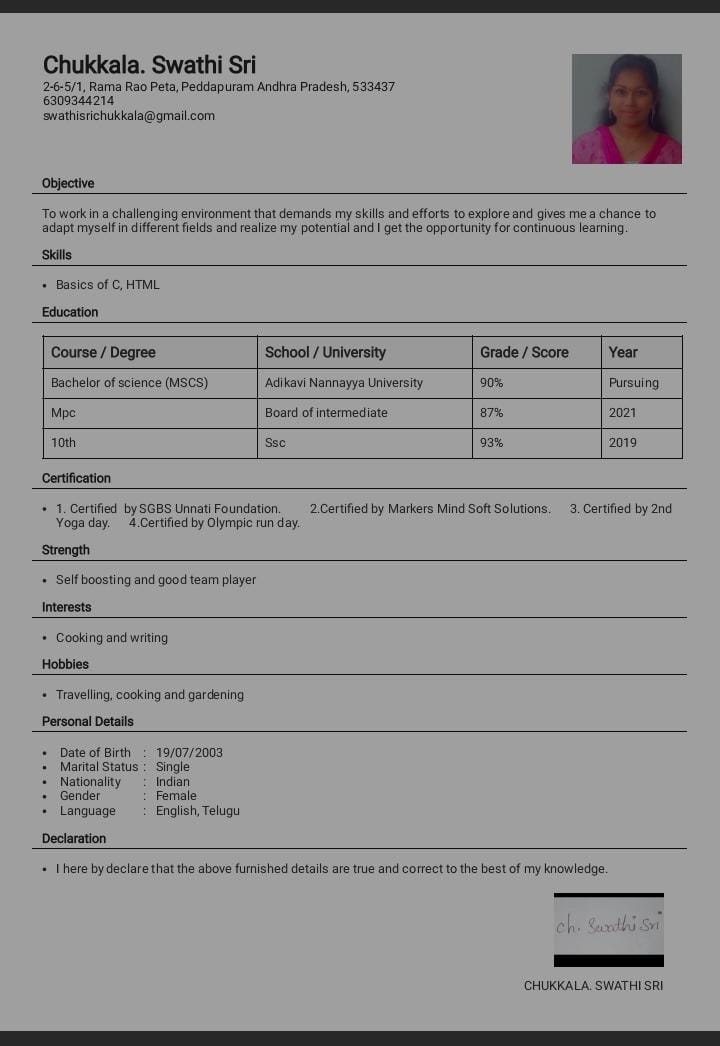 Chukkala. Swathi Sri
2-6-5/1, Rama Rao Peta, Peddapuram Andhra Pradesh, 533437
6309344214
swathisrichukkala@gmail.com
Objective
To work in a challenging environment that demands my skills and efforts to explore and gives me a chance to
adapt myself in different fields and realize my potential and I get the opportunity for continuous learning.
Skills
• Basics of C, HTML
Education
Course / Degree School / University Grade / Score Year
Bachelor of science (MSCS) Adikavi Nannayya University 90% Pursuing
Mpc Board of intermediate 87% 2021
10th Ssc 93% 2019
Certification
• 1. Certified by SGBS Unnati Foundation. 2.Certified by Markers Mind Soft Solutions. 3. Certified by 2nd
Yoga day. 4.Certified by Olympic run day.
Strength
• Self boosting and good team player
Interests
• Cooking and writing
Hobbies
• Travelling, cooking and gardening
Personal Details
• Date of Birth : 19/07/2003
• Marital Status : Single
• Nationality : Indian
• Gender : Female
• Language : English, Telugu
Declaration
• I here by declare that the above furnished details are true and correct to the best of my knowledge.
Ch. Swathi Sri
CHUKKALA. SWATHI SRI